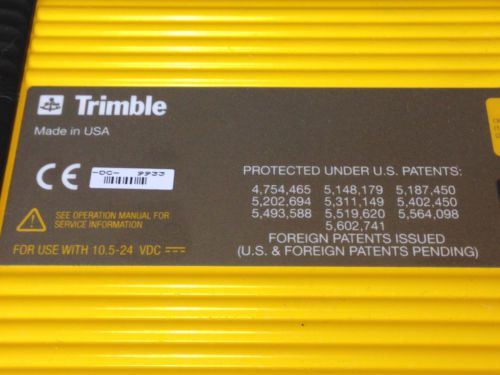 Trimble
Made in USA
CE -DC- 9933
SEE OPERATION MANUAL FOR
SERVICE INFORMATION
FOR USE WITH 10.5-24 VDC
PROTECTED UNDER U.S. PATENTS:
4,754,465 5,148,179 5,187,450
5,202,694 5,311,149 5,402,450
5,493,588 5,519,620 5,564,098
5,602,741
FOREIGN PATENTS ISSUED
(U.S. & FOREIGN PATENTS PENDING)